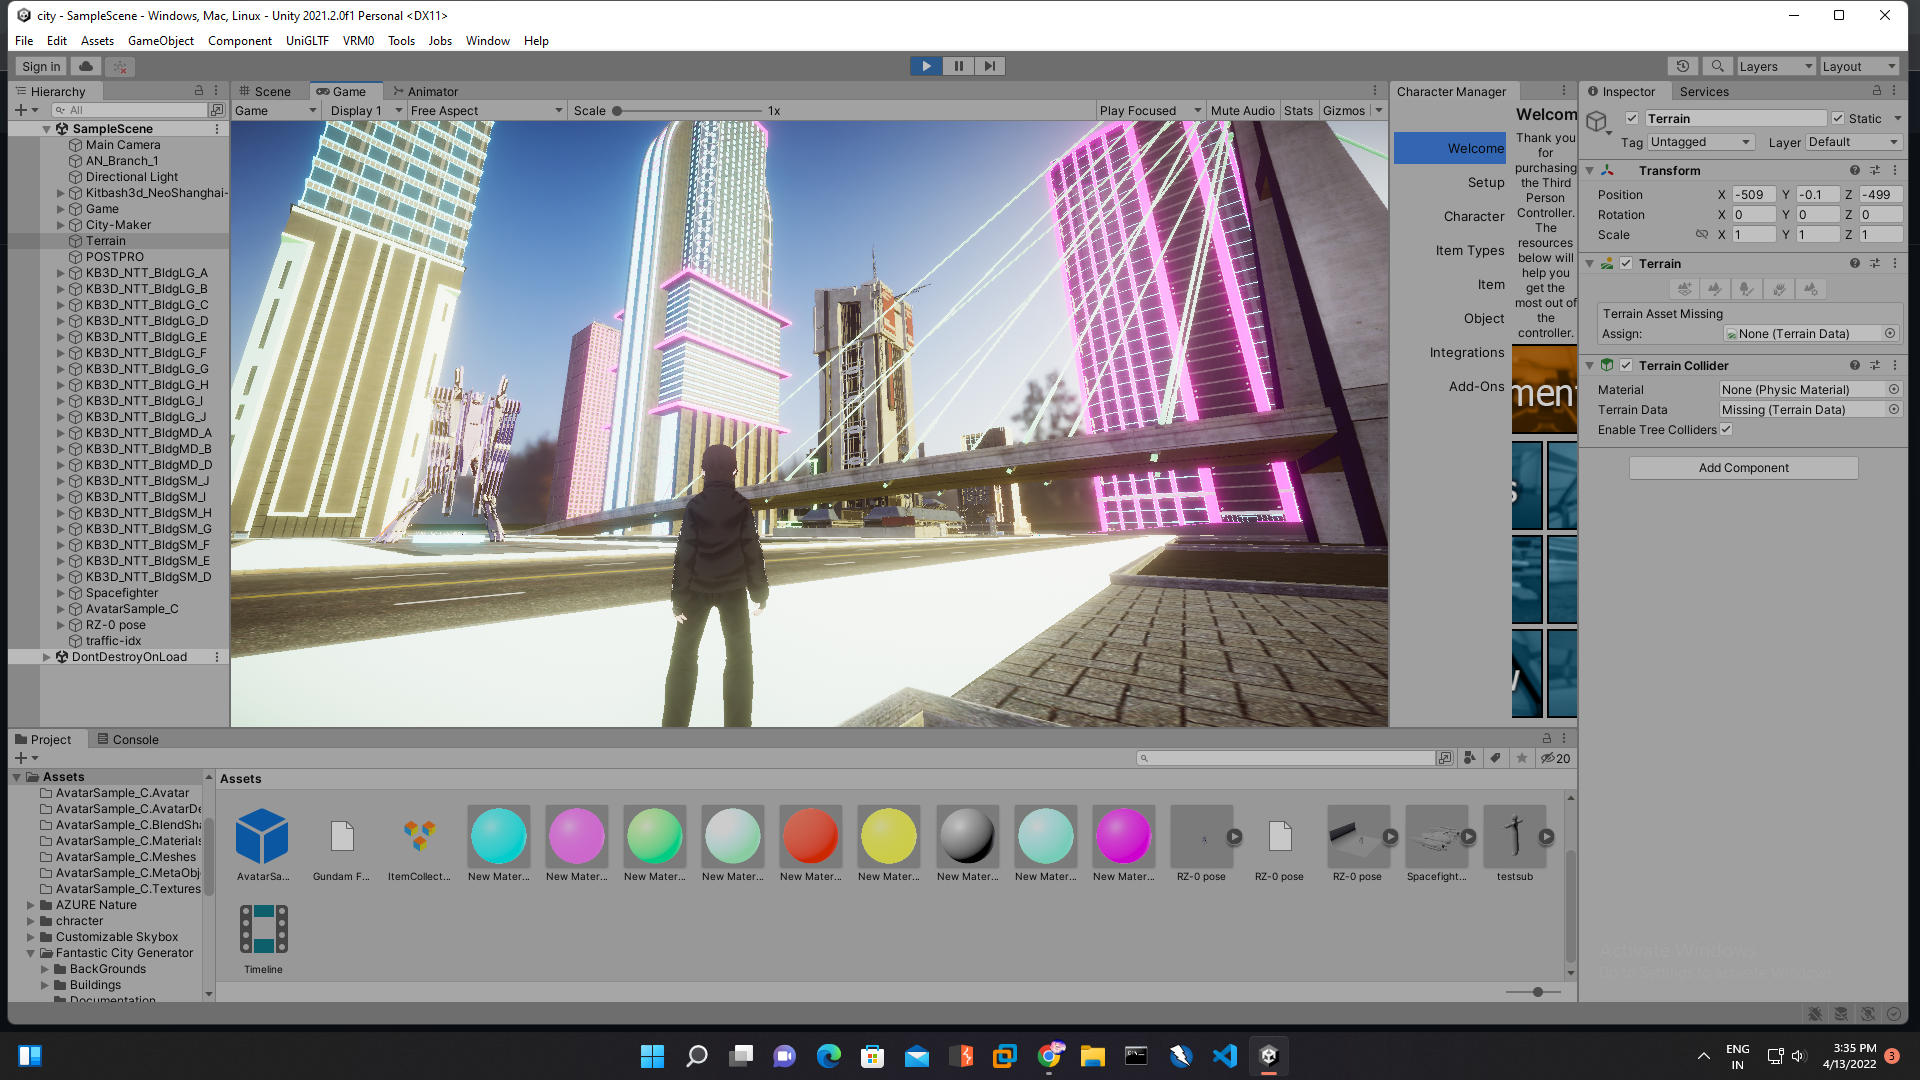 city - SampleScene - Windows, Mac, Linux - Unity 2021.2.0f1 Personal <DX11>
File Edit Assets GameObject Component UniGLTF VRM0 Tools Jobs Window Help
Sign in
Layers Layout
Hierarchy
All
SampleScene
Main Camera
AN_Branch_1
Directional Light
Kitbash3d_NeoShanghai-
Game
City-Maker
Terrain
POSTPRO
KB3D_NTT_BldgLG_A
KB3D_NTT_BldgLG_B
KB3D_NTT_BldgLG_C
KB3D_NTT_BldgLG_D
KB3D_NTT_BldgLG_E
KB3D_NTT_BldgLG_F
KB3D_NTT_BldgLG_G
KB3D_NTT_BldgLG_H
KB3D_NTT_BldgLG_I
KB3D_NTT_BldgLG_J
KB3D_NTT_BldgMD_A
KB3D_NTT_BldgMD_B
KB3D_NTT_BldgMD_D
KB3D_NTT_BldgSM_J
KB3D_NTT_BldgSM_I
KB3D_NTT_BldgSM_H
KB3D_NTT_BldgSM_G
KB3D_NTT_BldgSM_F
KB3D_NTT_BldgSM_E
KB3D_NTT_BldgSM_D
Spacefighter
AvatarSample_C
RZ-0 pose
traffic-idx
DontDestroyOnLoad
Scene Game Animator
Game Display 1 Free Aspect Scale 1x Play Focused Mute Audio Stats Gizmos
Character Manager
Welcome
Setup
Character
Item Types
Item
Object
Integrations
Add-Ons
Welcom
Thank you
for
purchasing
the Third
Person
Controller.
The
resources
below will
help you
get the
most out of
the
controller.
men
s
w
Inspector Services
Terrain Static
Tag Untagged Layer Default
Transform
Position X -509 Y -0.1 Z -499
Rotation X 0 Y 0 Z 0
Scale X 1 Y 1 Z 1
Terrain
Terrain Asset Missing
Assign: None (Terrain Data)
Terrain Collider
Material None (Physic Material)
Terrain Data Missing (Terrain Data)
Enable Tree Colliders
Add Component
Project Console
20
Assets
AvatarSample_C.Avatar
AvatarSample_C.AvatarDe
AvatarSample_C.BlendSha
AvatarSample_C.Materials
AvatarSample_C.Meshes
AvatarSample_C.MetaObj
AvatarSample_C.Textures
AZURE Nature
chracter
Customizable Skybox
Fantastic City Generator
BackGrounds
Buildings
Documentation
Assets
AvatarSa... Gundam F... ItemCollect... New Mater... New Mater... New Mater... New Mater... New Mater... New Mater... New Mater... New Mater... New Mater... RZ-0 pose RZ-0 pose RZ-0 pose Spacefight... testsub
Timeline
Activate Windows
ENG
IN
3:35 PM
4/13/2022
3